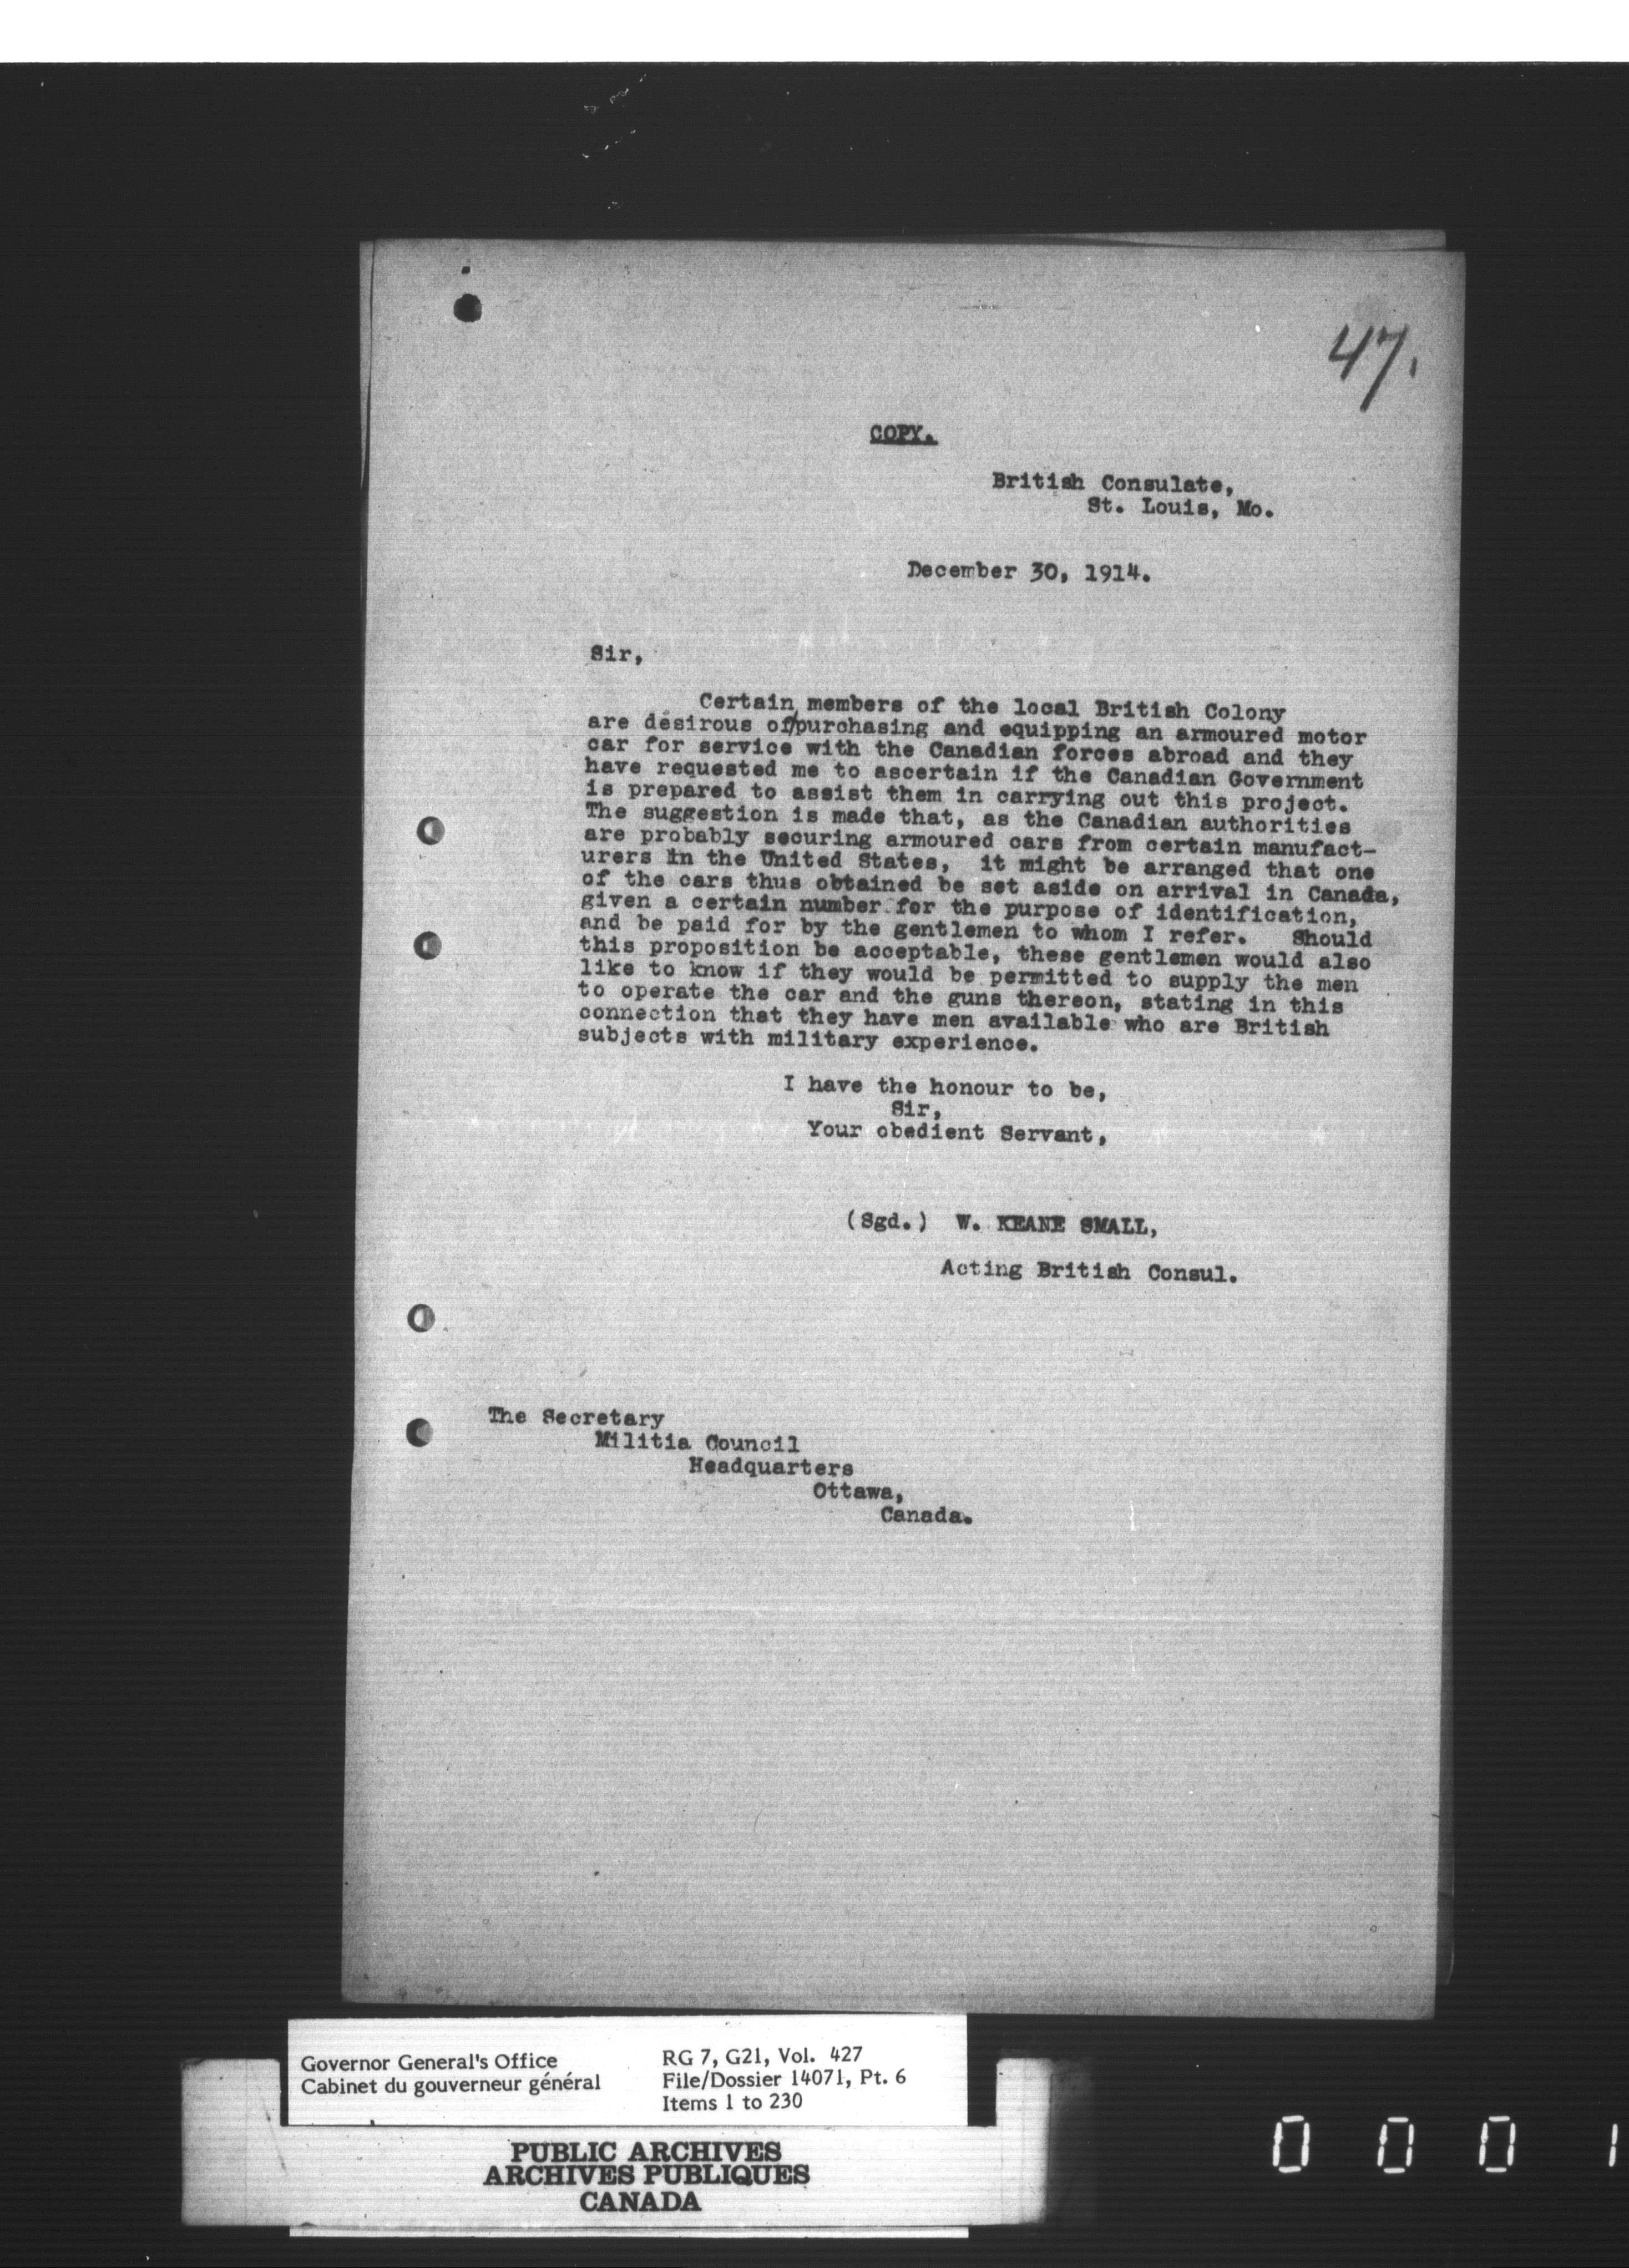 47.
COPY.
British Consulate,
St. Louis, Mo.
December 30, 1914.
Sir,
Certain members of the local British Colony
are desirous of/purchasing and equipping an armoured motor
car for service with the Canadian forces abroad and they
have requested me to ascertain if the Canadian Government
is prepared to assist them in carrying out this project.
The suggestion is made that, as the Canadian authorities
are probably securing armoured cars from certain manufact-
urers in the United States, it might be arranged that one
of the cars thus obtained be set aside on arrival in Canada,
given a certain number for the purpose of identification,
and be paid for by the gentlemen to whom I refer. Should
this proposition be acceptable, these gentlemen would also
like to know if they would be permitted to supply the men
to operate the car and the guns thereon, stating in this
connection that they have men available who are British
subjects with military experience.
I have the honour to be,
Sir,
Your obedient Servant,
(Sgd.) W. KEANE SMALL,
Acting British Consul.
The Secretary
Militia Council
Headquarters
Ottawa,
Canada.
Governor General's Office RG 7, G21, Vol. 427
Cabinet du gouverneur général File/Dossier 14071, Pt. 6
Items 1 to 230
PUBLIC ARCHIVES
ARCHIVES PUBLIQUES
CANADA
0 0 0 1